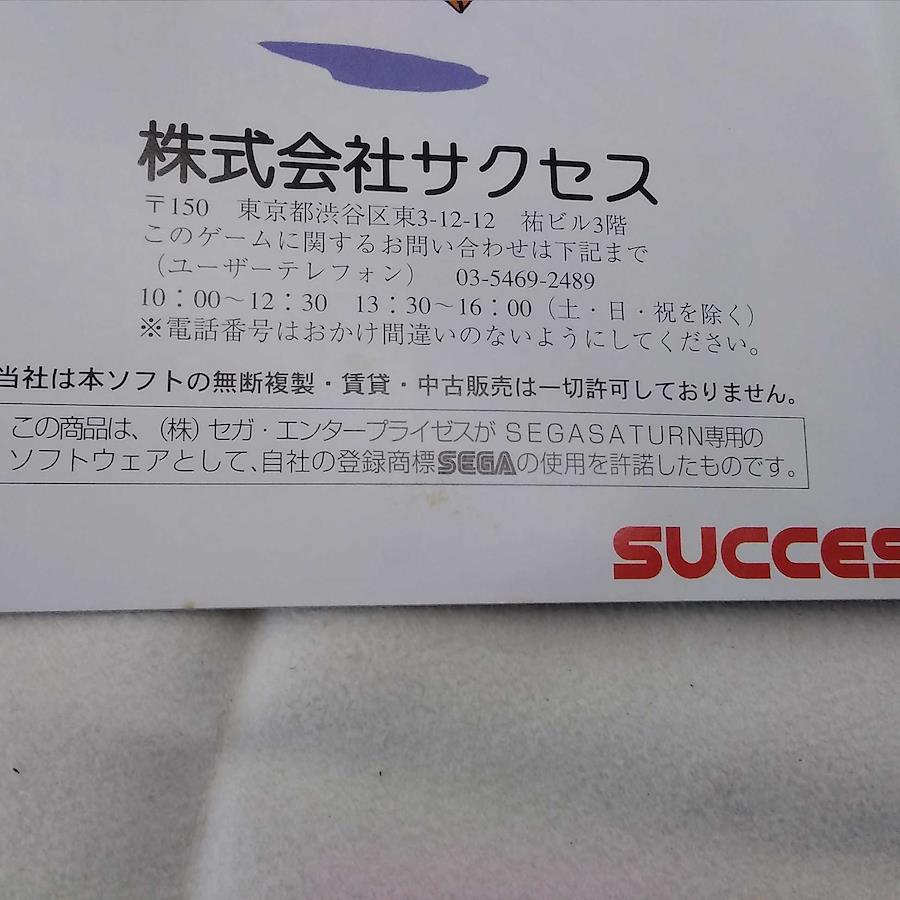 株式会社サクセス
〒150　東京都渋谷区東3-12-12　祐ビル3階
このゲームに関するお問い合わせは下記まで
（ユーザーテレフォン）　03-5469-2489
10：00～12：30　13：30～16：00（土・日・祝を除く）
※電話番号はおかけ間違いのないようにしてください。
当社は本ソフトの無断複製・賃貸・中古販売は一切許可しておりません。
この商品は、（株）セガ・エンタープライゼスが SEGASATURN専用の
ソフトウェアとして、自社の登録商標SEGAの使用を許諾したものです。
SUCCES